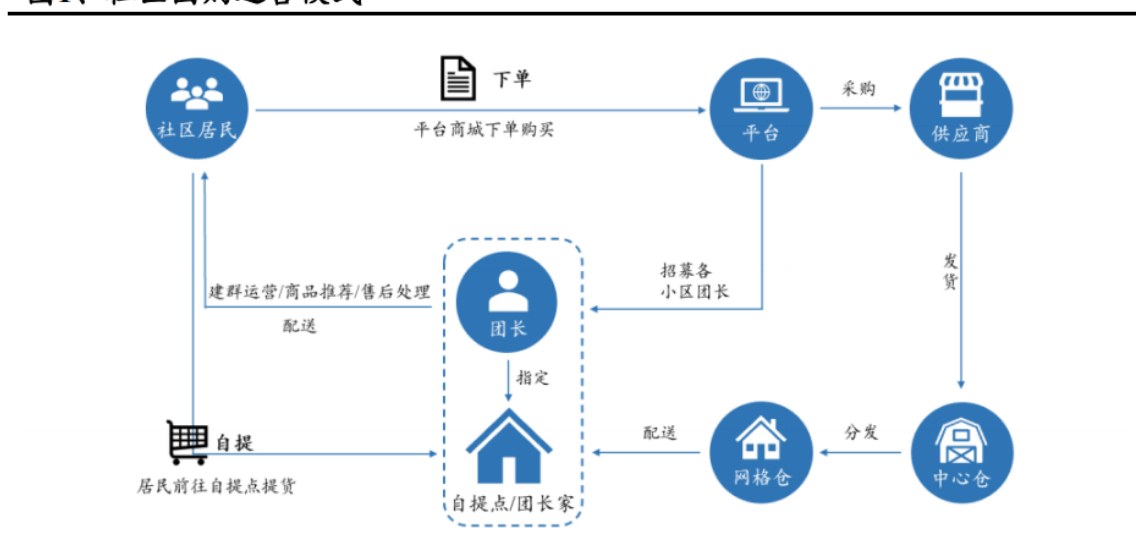 下单
社区居民
平台商城下单购买
平台
采购
供应商
招募各
小区团长
发货
建群运营/商品推荐/售后处理
配送
团长
指定
自提
居民前往自提点提货
自提点/团长家
配送
网格仓
分发
中心仓